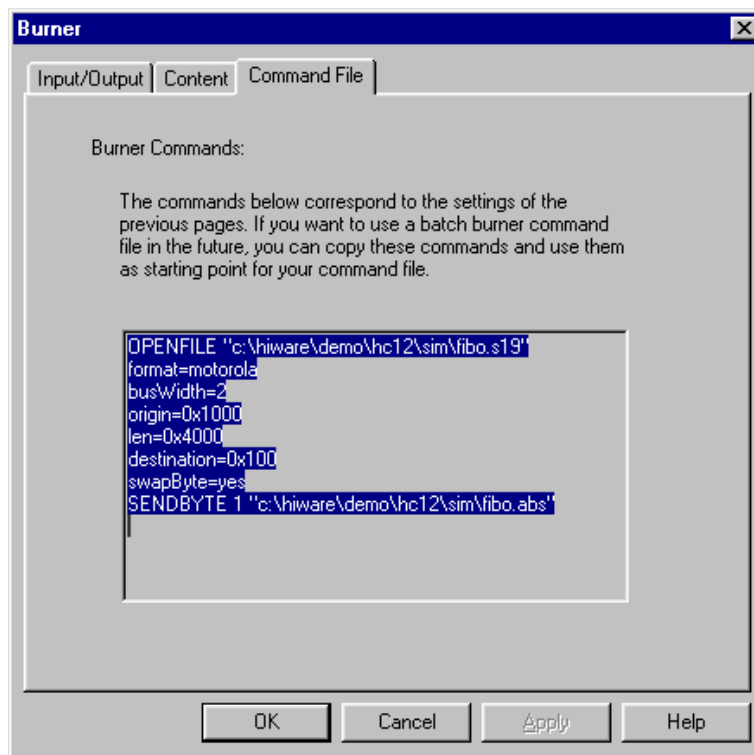 Burner
Input/Output
Content
Command File
Burner Commands:
The commands below correspond to the settings of the
previous pages. If you want to use a batch burner command
file in the future, you can copy these commands and use them
as starting point for your command file.
OPENFILE "c:\hiware\demo\hc12\sim\fibo.s19"
format=motorola
busWidth=2
origin=0x1000
len=0x4000
destination=0x100
swapByte=yes
SENDBYTE 1 "c:\hiware\demo\hc12\sim\fibo.abs"
OK
Cancel
Apply
Help